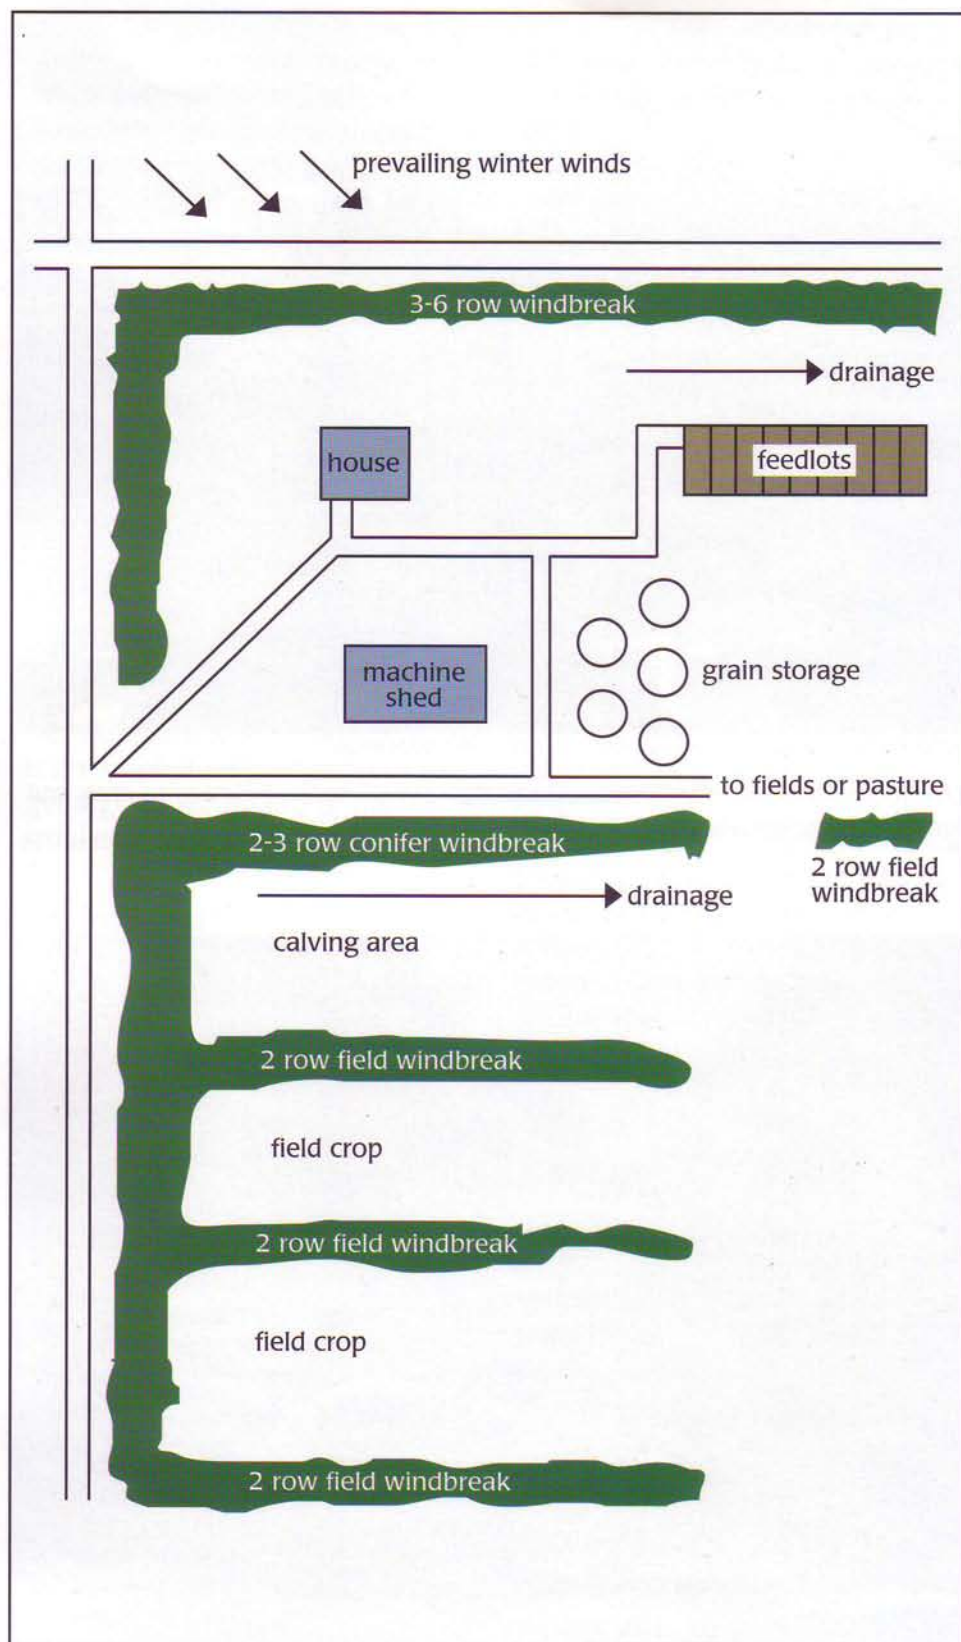 prevailing winter winds
3-6 row windbreak
drainage
house
feedlots
machine
shed
grain storage
to fields or pasture
2-3 row conifer windbreak
2 row field
windbreak
drainage
calving area
2 row field windbreak
field crop
2 row field windbreak
field crop
2 row field windbreak